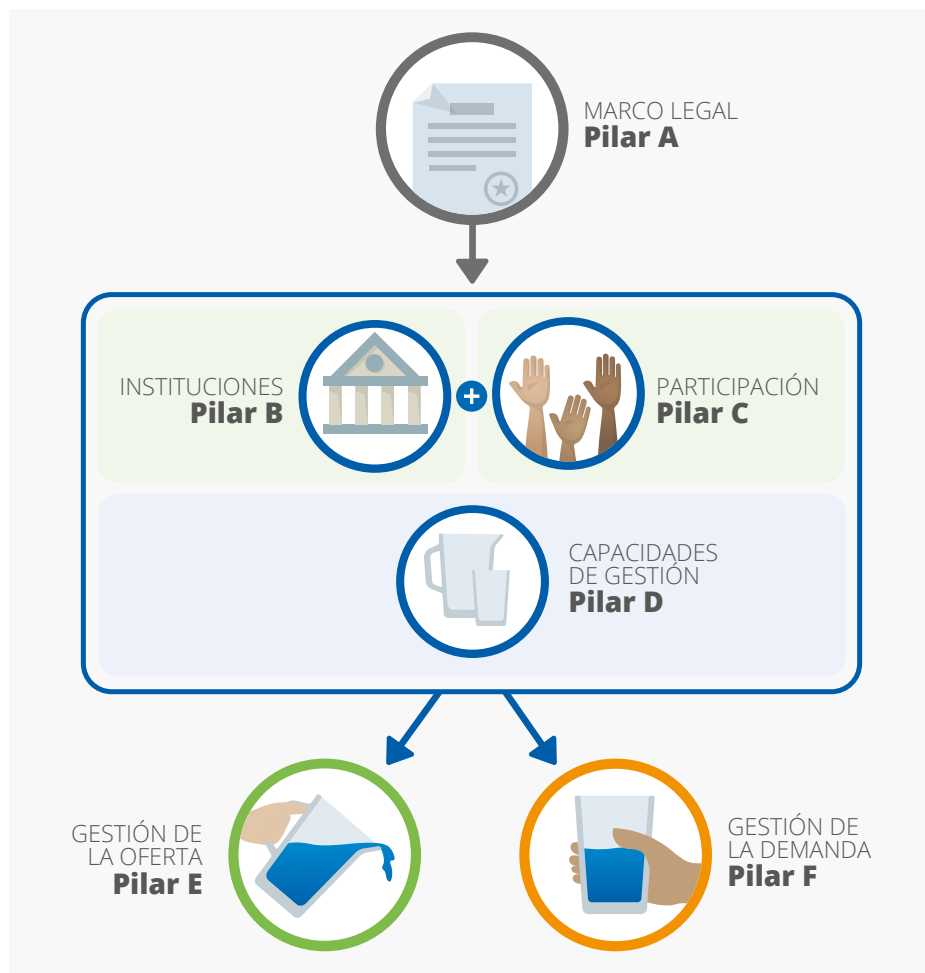 MARCO LEGAL
Pilar A
INSTITUCIONES
Pilar B
+
PARTICIPACIÓN
Pilar C
CAPACIDADES
DE GESTIÓN
Pilar D
GESTIÓN DE
LA OFERTA
Pilar E
GESTIÓN DE
LA DEMANDA
Pilar F